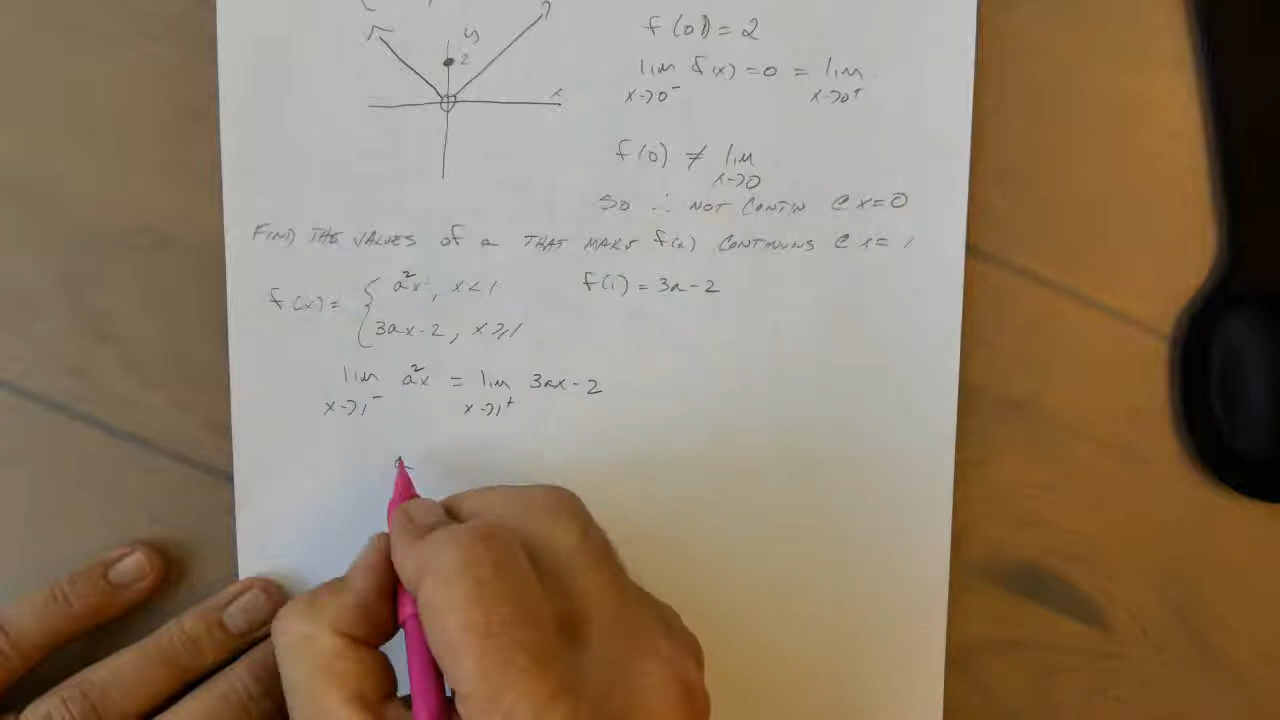 y
2
x
f(0) = 2
lim f(x) = 0 = lim
x→0⁻ x→0⁺
f(0) ≠ lim
x→0
SO ∴ NOT CONTIN @ x=0
FIND THE VALUES of a THAT MAKE f(x) CONTINUNS @ x = 1
f(x) = { a²x, x < 1
3ax-2, x ≥ 1
f(1) = 3a-2
lim a²x = lim 3ax-2
x→1⁻ x→1⁺
a